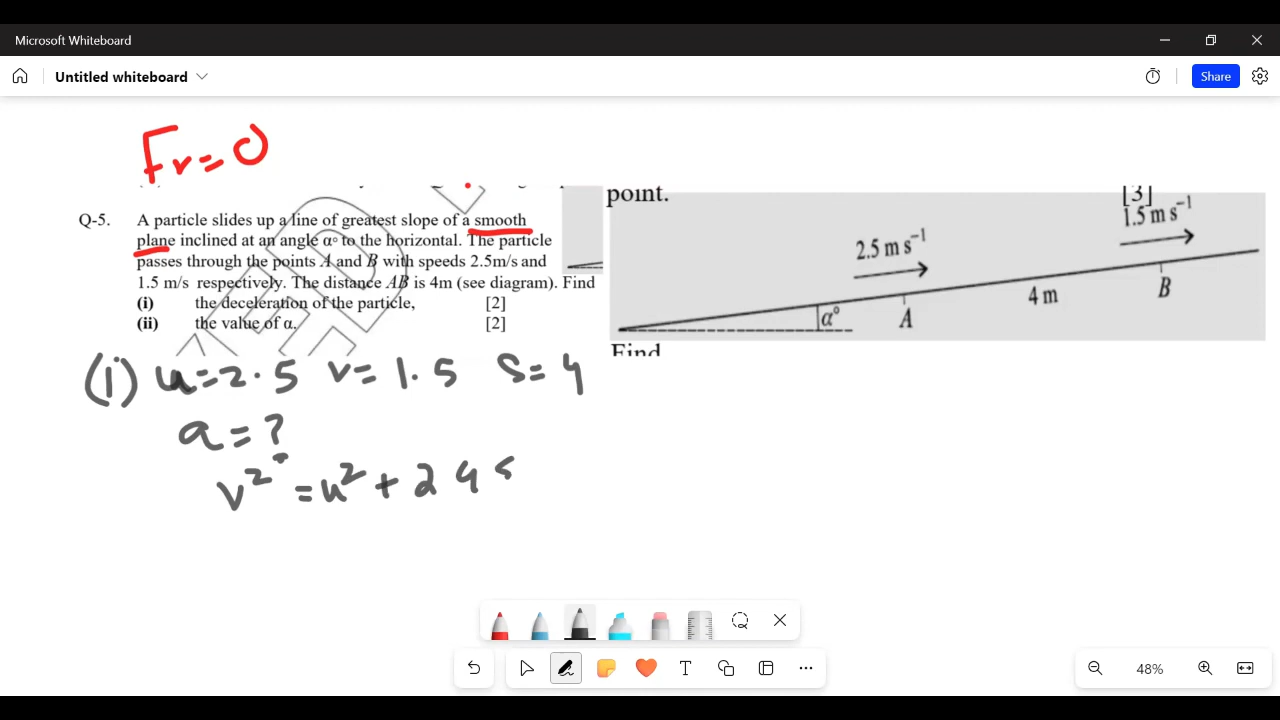 Microsoft Whiteboard
Untitled whiteboard
Share
Fr=0
point.
[3]
Q-5. A particle slides up a line of greatest slope of a smooth
plane inclined at an angle α° to the horizontal. The particle
passes through the points A and B with speeds 2.5m/s and
1.5 m/s respectively. The distance AB is 4m (see diagram). Find
(i) the deceleration of the particle, [2]
(ii) the value of α. [2]
1.5 m s⁻¹
2.5 m s⁻¹
α°
A
4 m
B
Find
(i) u=2.5 v=1.5 s=4
a=?
v²=u²+2as
48%